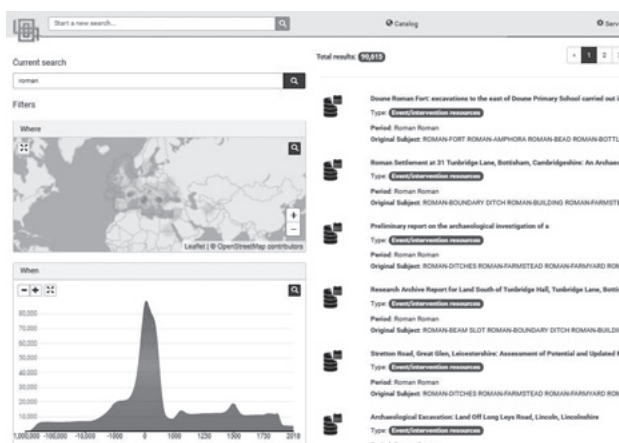 Start a new search...
Catalog
Serv
Current search
roman
Filters
Where
+
−
Leaflet | © OpenStreetMap contributors
When
80,000
70,000
60,000
50,000
40,000
30,000
20,000
10,000
1,000,000 -100,000 -10,000 -1000 0 1000 1250 1500 1750 2018
Total results: 90,613
« 1 2
Doune Roman Fort: excavations to the east of Doune Primary School carried out i
Type: Event/intervention resources
Period: Roman Roman
Original Subject: ROMAN-FORT ROMAN-AMPHORA ROMAN-BEAD ROMAN-BOTTL
Roman Settlement at 31 Tunbridge Lane, Bottisham, Cambridgeshire: An Archaeo
Type: Event/intervention resources
Period: Roman Roman
Original Subject: ROMAN-BOUNDARY DITCH ROMAN-BUILDING ROMAN-FARMSTE
Preliminary report on the archaeological investigation of a
Type: Event/intervention resources
Period: Roman Roman
Original Subject: ROMAN-DITCHES ROMAN-FARMSTEAD ROMAN-FARMYARD ROM
Research Archive Report for Land South of Tunbridge Hall, Tunbridge Lane, Botti
Type: Event/intervention resources
Period: Roman Roman
Original Subject: ROMAN-BEAM SLOT ROMAN-BOUNDARY DITCH ROMAN-BUILDI
Stretton Road, Great Glen, Leicestershire: Assessment of Potential and Updated
Type: Event/intervention resources
Period: Roman Roman
Original Subject: ROMAN-DITCHES ROMAN-FARMSTEAD ROMAN-FARMYARD ROM
Archaeological Excavation: Land Off Long Leys Road, Lincoln, Lincolnshire
Type: Event/intervention resources